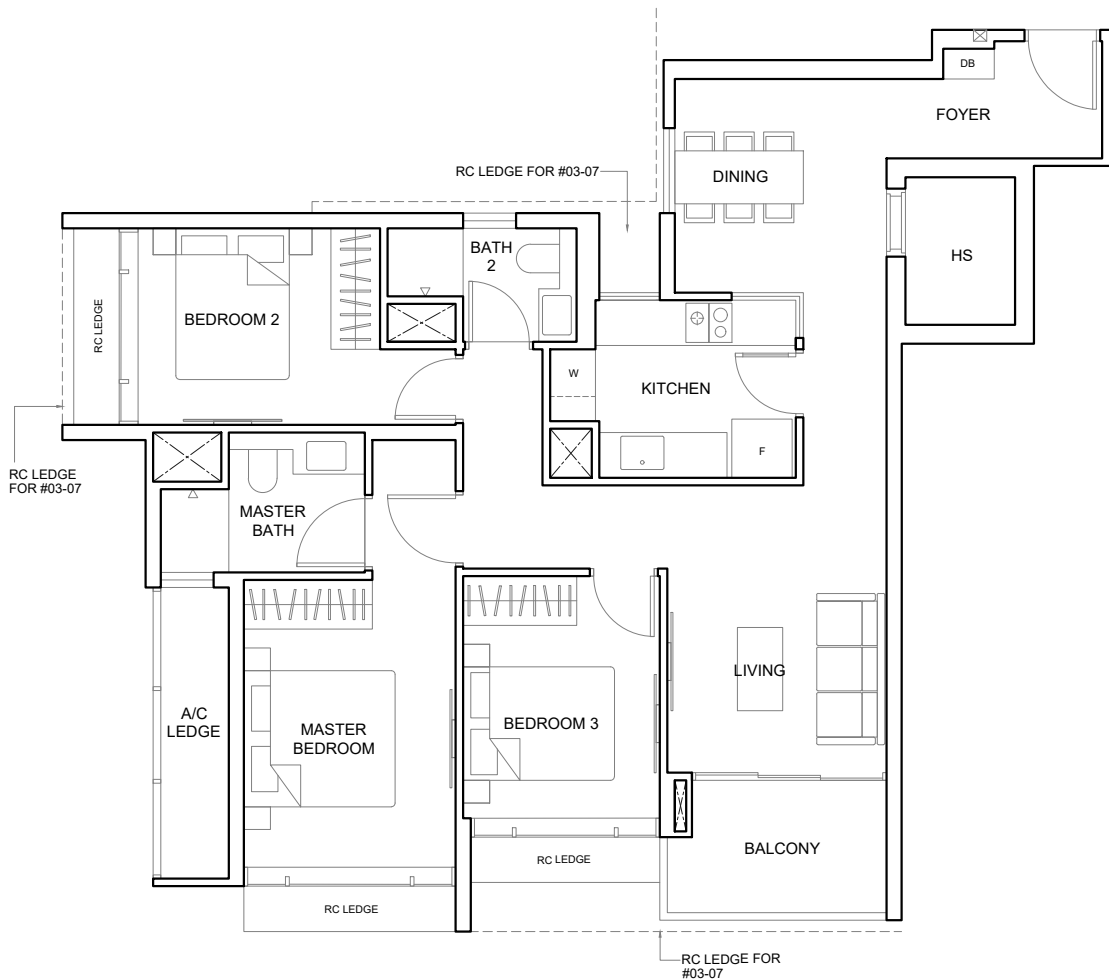 DB
FOYER
RC LEDGE FOR #03-07
DINING
BATH
2
HS
BEDROOM 2
RC LEDGE
W
KITCHEN
F
RC LEDGE
FOR #03-07
MASTER
BATH
A/C
LEDGE
MASTER
BEDROOM
BEDROOM 3
LIVING
BALCONY
RC LEDGE
RC LEDGE
RC LEDGE FOR
#03-07